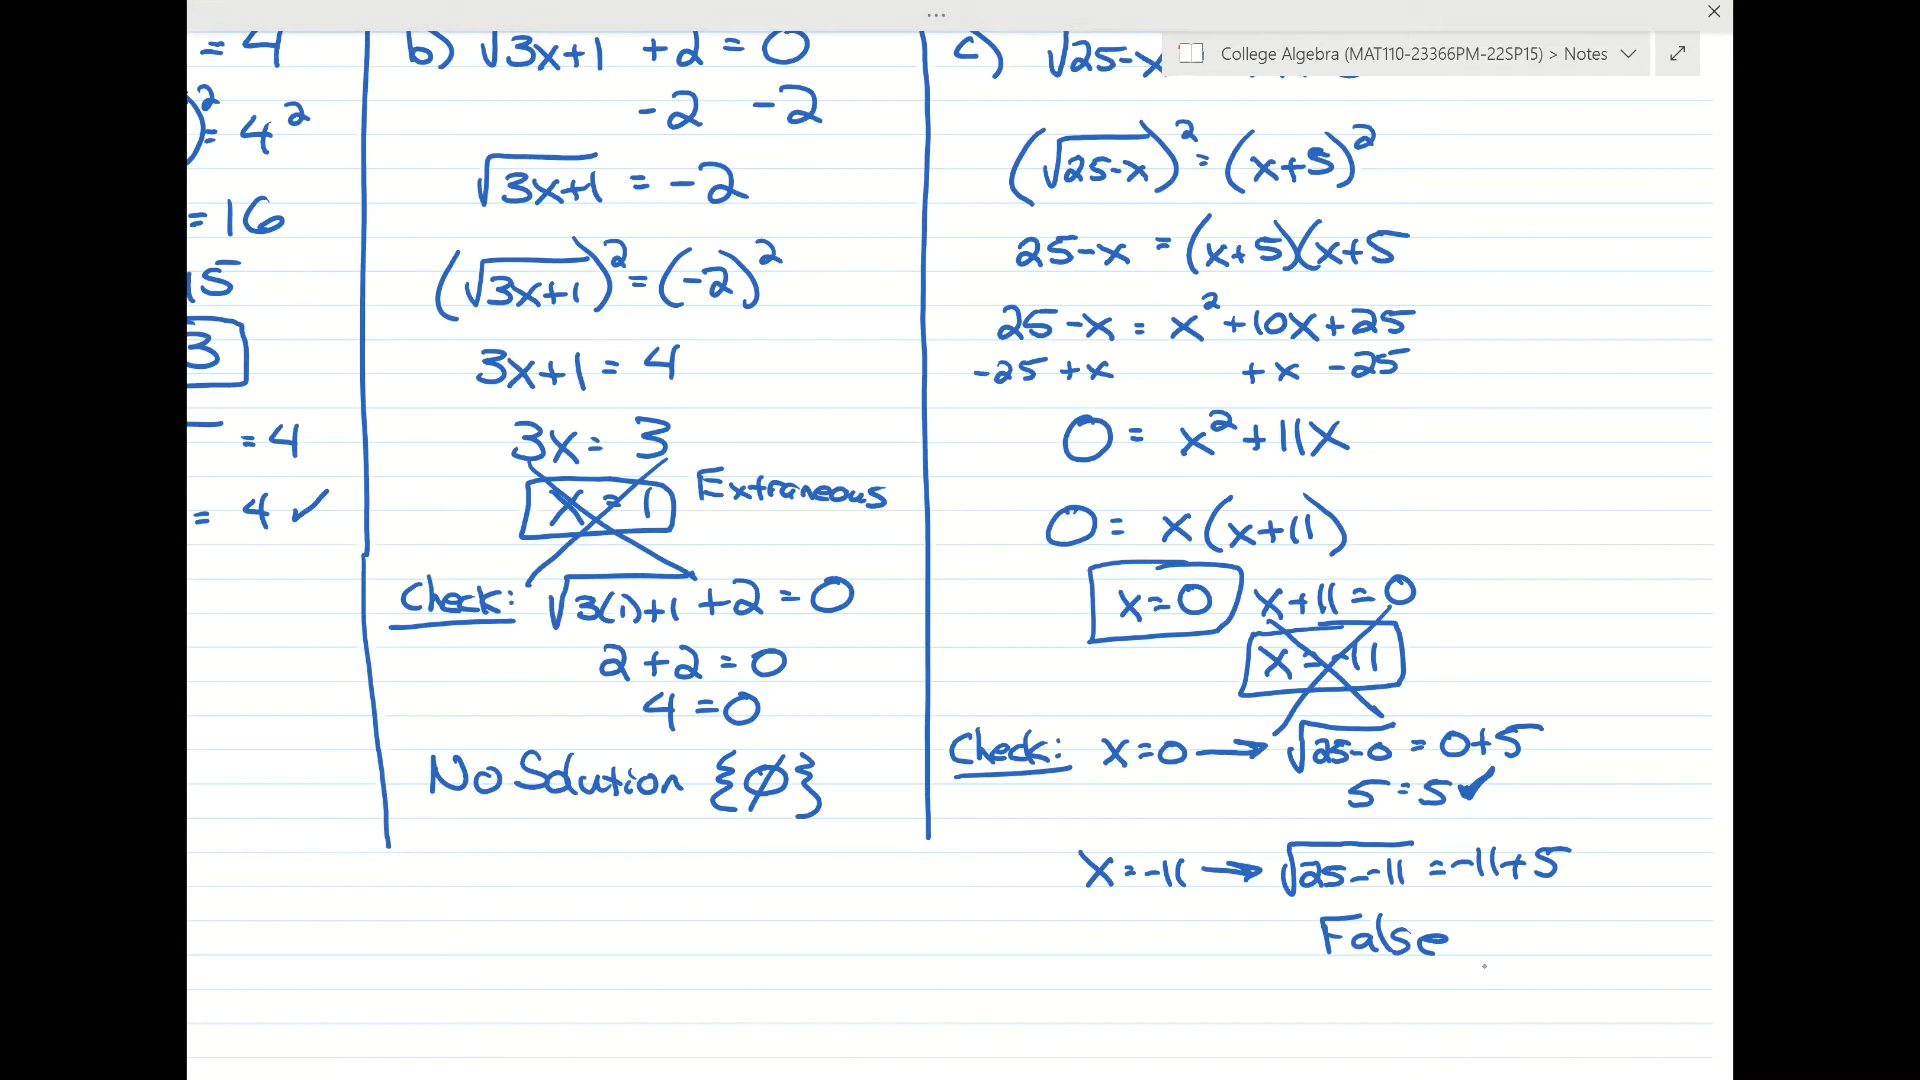 College Algebra (MAT110-23366PM-22SP15) > Notes
= 4
)² = 4²
= 16
15
3
= 4
= 4 ✓
b) √3x+1 +2 = 0
-2 -2
√3x+1 = -2
(√3x+1)² = (-2)²
3x+1 = 4
3x = 3
x = 1 Extraneous
Check: √3(1)+1 +2 = 0
2 + 2 = 0
4 = 0
No Solution {∅}
c) √25-x
(√25-x)² = (x+5)²
25-x = (x+5)(x+5
25-x = x²+10x+25
-25 +x +x -25
0 = x²+11x
0 = x(x+11)
x=0 x+11=0
x=-11
Check: x=0 → √25-0 = 0+5
5 = 5 ✓
x=-11 → √25--11 = -11+5
False